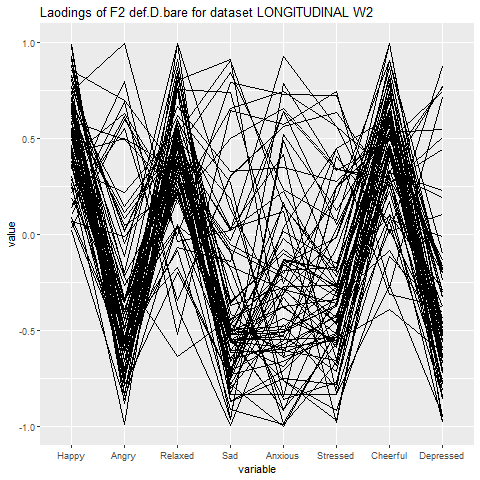 Laodings of F2 def.D.bare for dataset LONGITUDINAL W2
1.0
0.5
0.0
-0.5
-1.0
value
Happy Angry Relaxed Sad Anxious Stressed Cheerful Depressed
variable